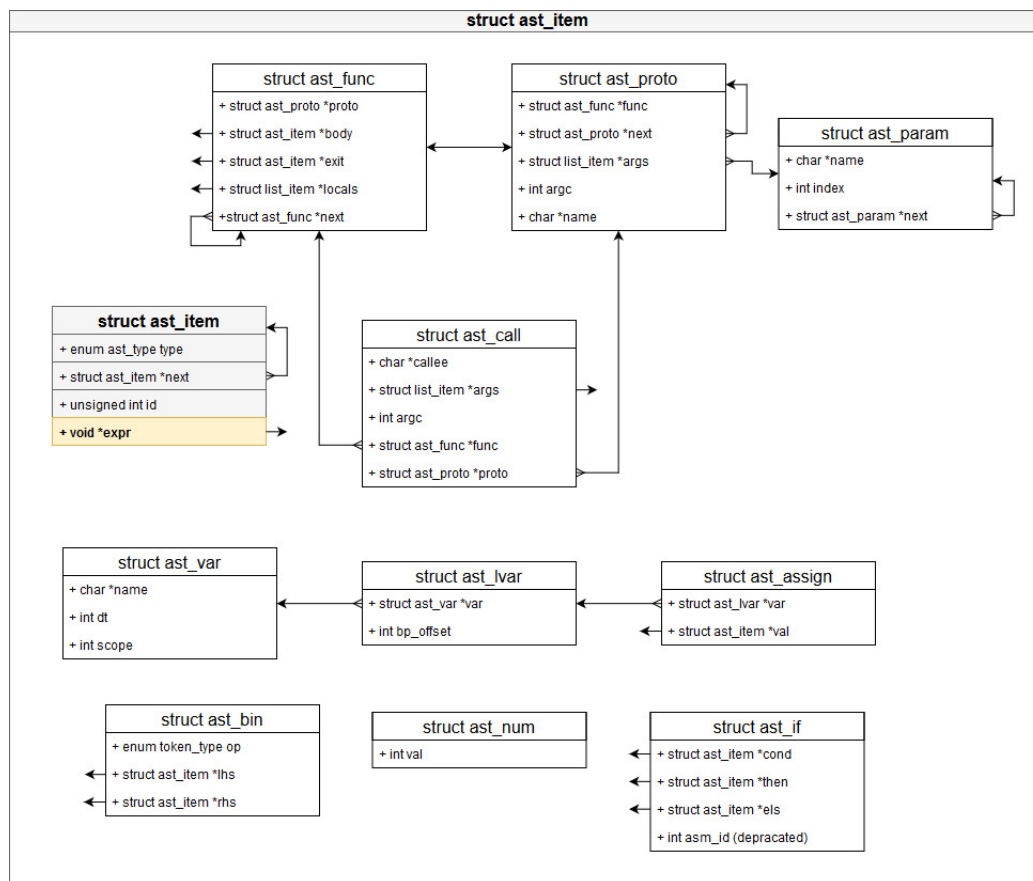 struct ast_item
struct ast_func
+ struct ast_proto *proto
+ struct ast_item *body
+ struct ast_item *exit
+ struct list_item *locals
+struct ast_func *next
struct ast_proto
+ struct ast_func *func
+ struct ast_proto *next
+ struct list_item *args
+ int argc
+ char *name
struct ast_param
+ char *name
+ int index
+ struct ast_param *next
struct ast_item
+ enum ast_type type
+ struct ast_item *next
+ unsigned int id
+ void *expr
struct ast_call
+ char *callee
+ struct list_item *args
+ int argc
+ struct ast_func *func
+ struct ast_proto *proto
struct ast_var
+ char *name
+ int dt
+ int scope
struct ast_lvar
+ struct ast_var *var
+ int bp_offset
struct ast_assign
+ struct ast_lvar *var
+ struct ast_item *val
struct ast_bin
+ enum token_type op
+ struct ast_item *lhs
+ struct ast_item *rhs
struct ast_num
+ int val
struct ast_if
+ struct ast_item *cond
+ struct ast_item *then
+ struct ast_item *els
+ int asm_id (depracated)